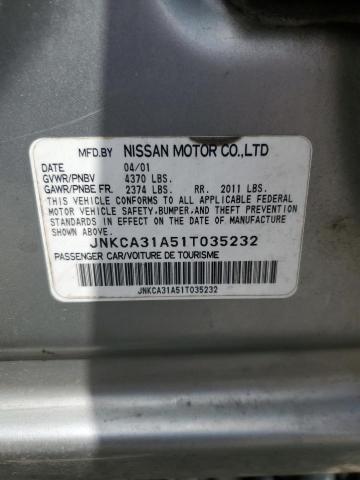 MFD.BY NISSAN MOTOR CO.,LTD
DATE 04/01
GVWR/PNBV 4370 LBS.
GAWR/PNBE FR. 2374 LBS. RR. 2011 LBS.
THIS VEHICLE CONFORMS TO ALL APPLICABLE FEDERAL
MOTOR VEHICLE SAFETY,BUMPER,AND THEFT PREVENTION
STANDARDS IN EFFECT ON THE DATE OF MANUFACTURE
SHOWN ABOVE.
JNKCA31A51T035232
PASSENGER CAR/VOITURE DE TOURISME
JNKCA31A51T035232